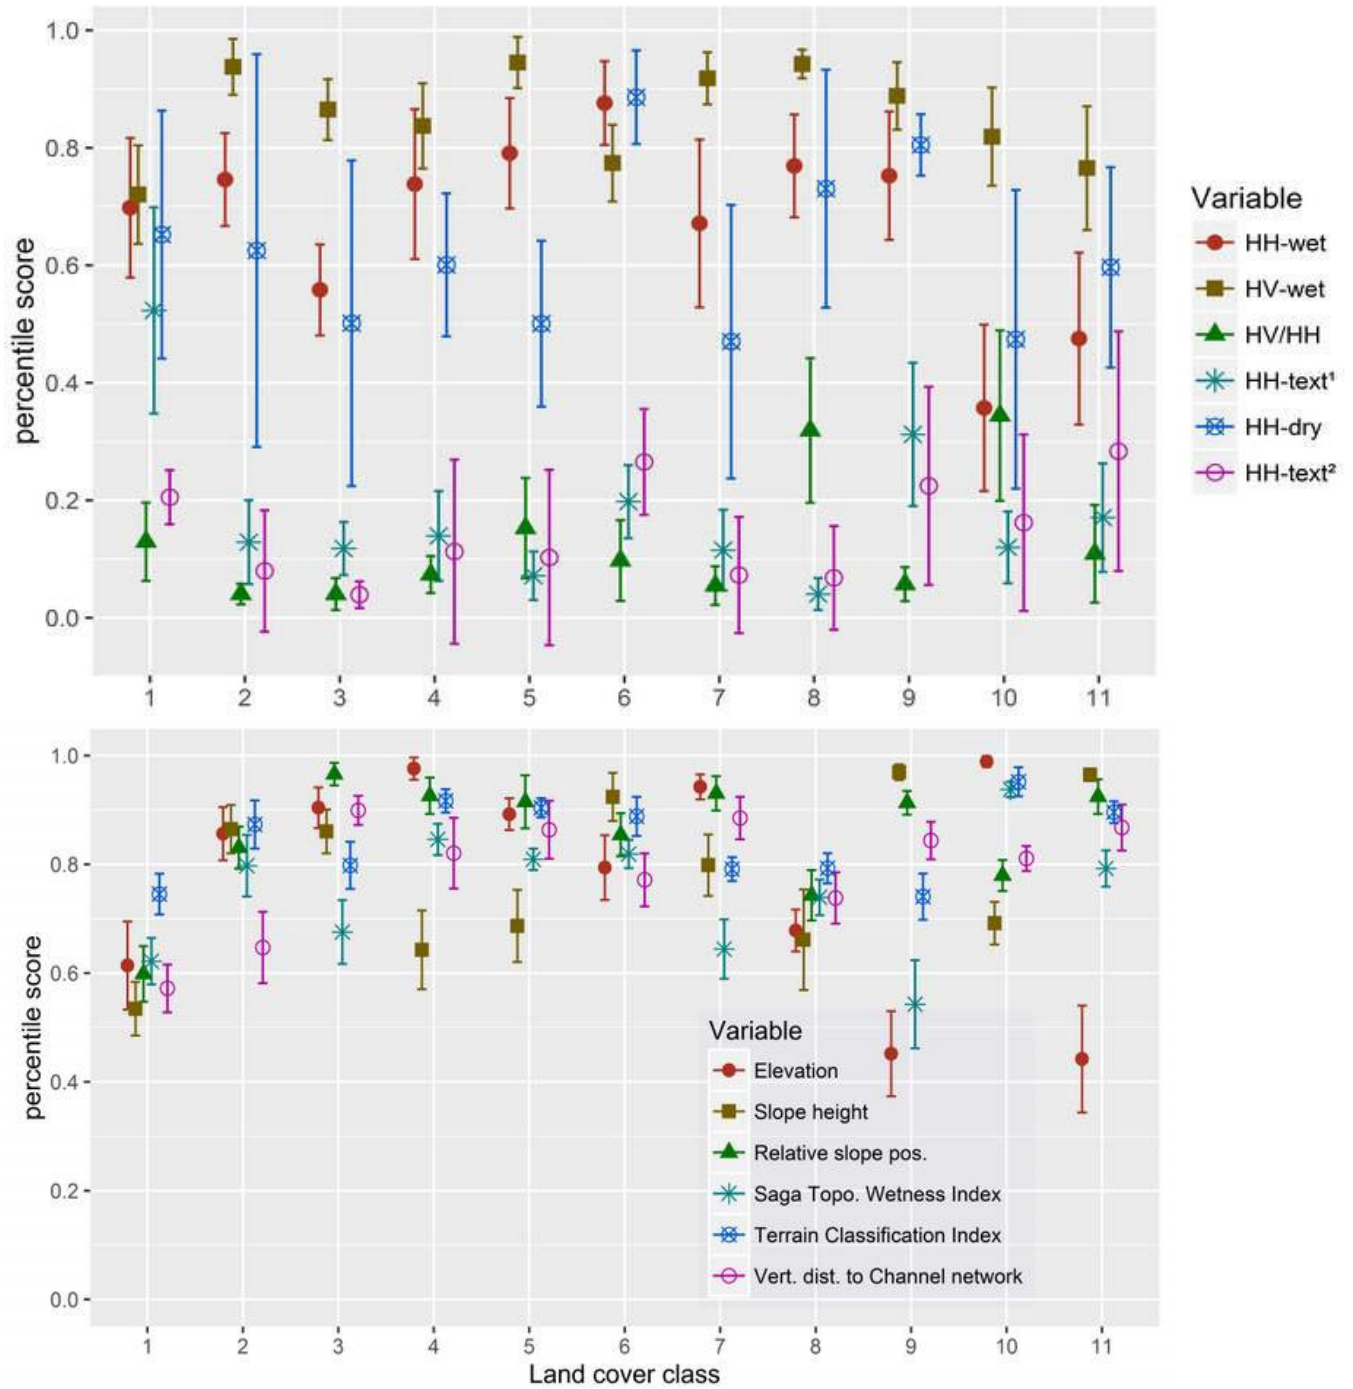 percentile score
1.0
0.8
0.6
0.4
0.2
0.0
1 2 3 4 5 6 7 8 9 10 11
Variable
HH-wet
HV-wet
HV/HH
HH-text¹
HH-dry
HH-text²
percentile score
1.0
0.8
0.6
0.4
0.2
0.0
Variable
Elevation
Slope height
Relative slope pos.
Saga Topo. Wetness Index
Terrain Classification Index
Vert. dist. to Channel network
1 2 3 4 5 6 7 8 9 10 11
Land cover class